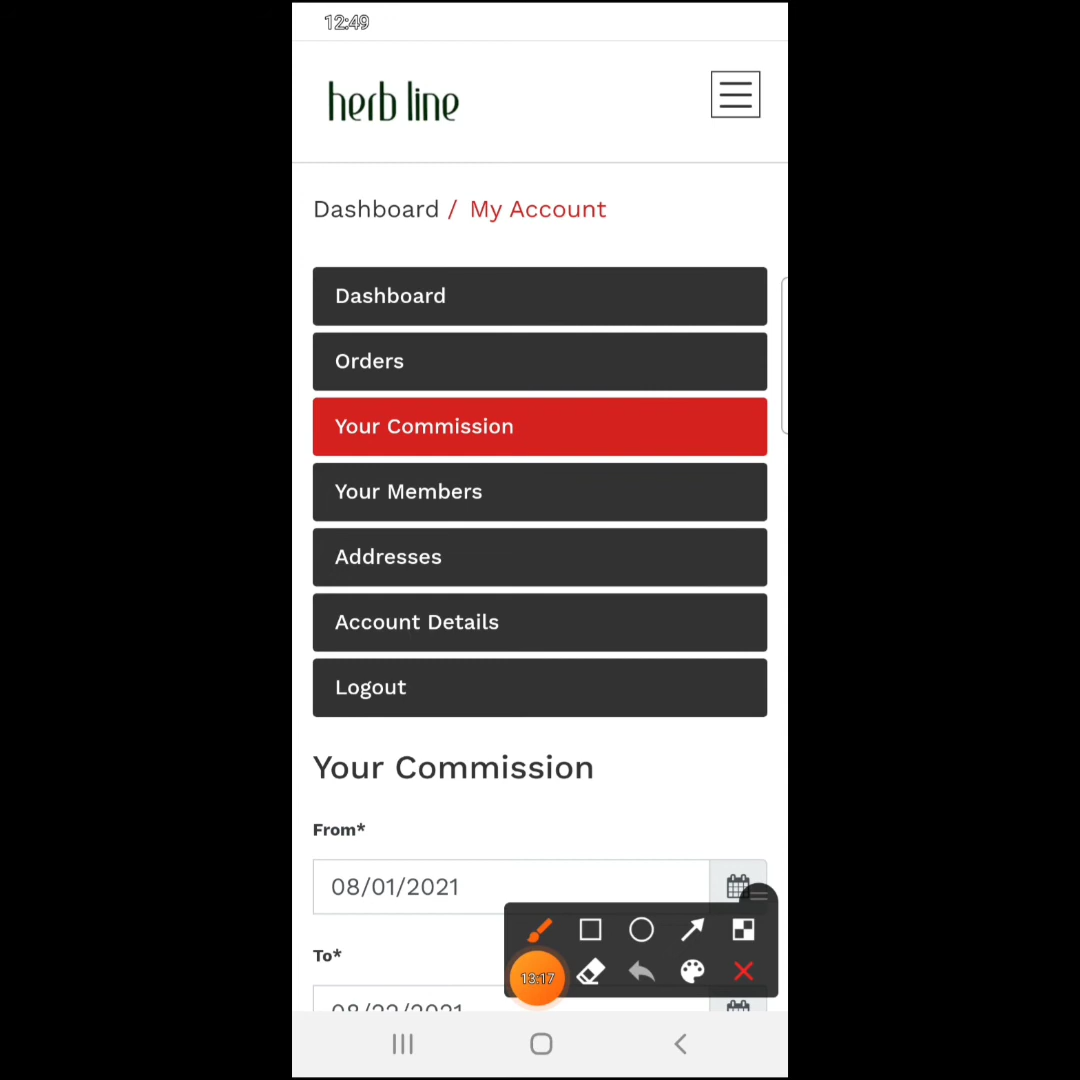 12:49
herb line
Dashboard / My Account
Dashboard
Orders
Your Commission
Your Members
Addresses
Account Details
Logout
Your Commission
From*
08/01/2021
To*
08/22/2021
13:17